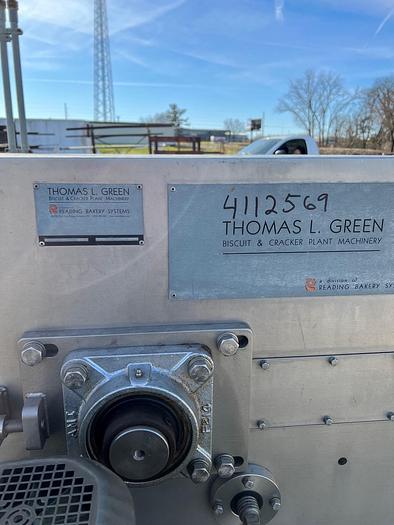 THOMAS L. GREEN
BISCUIT & CRACKER PLANT MACHINERY
READING BAKERY SYSTEMS
4112569
THOMAS L. GREEN
BISCUIT & CRACKER PLANT MACHINERY
a division of
READING BAKERY SY